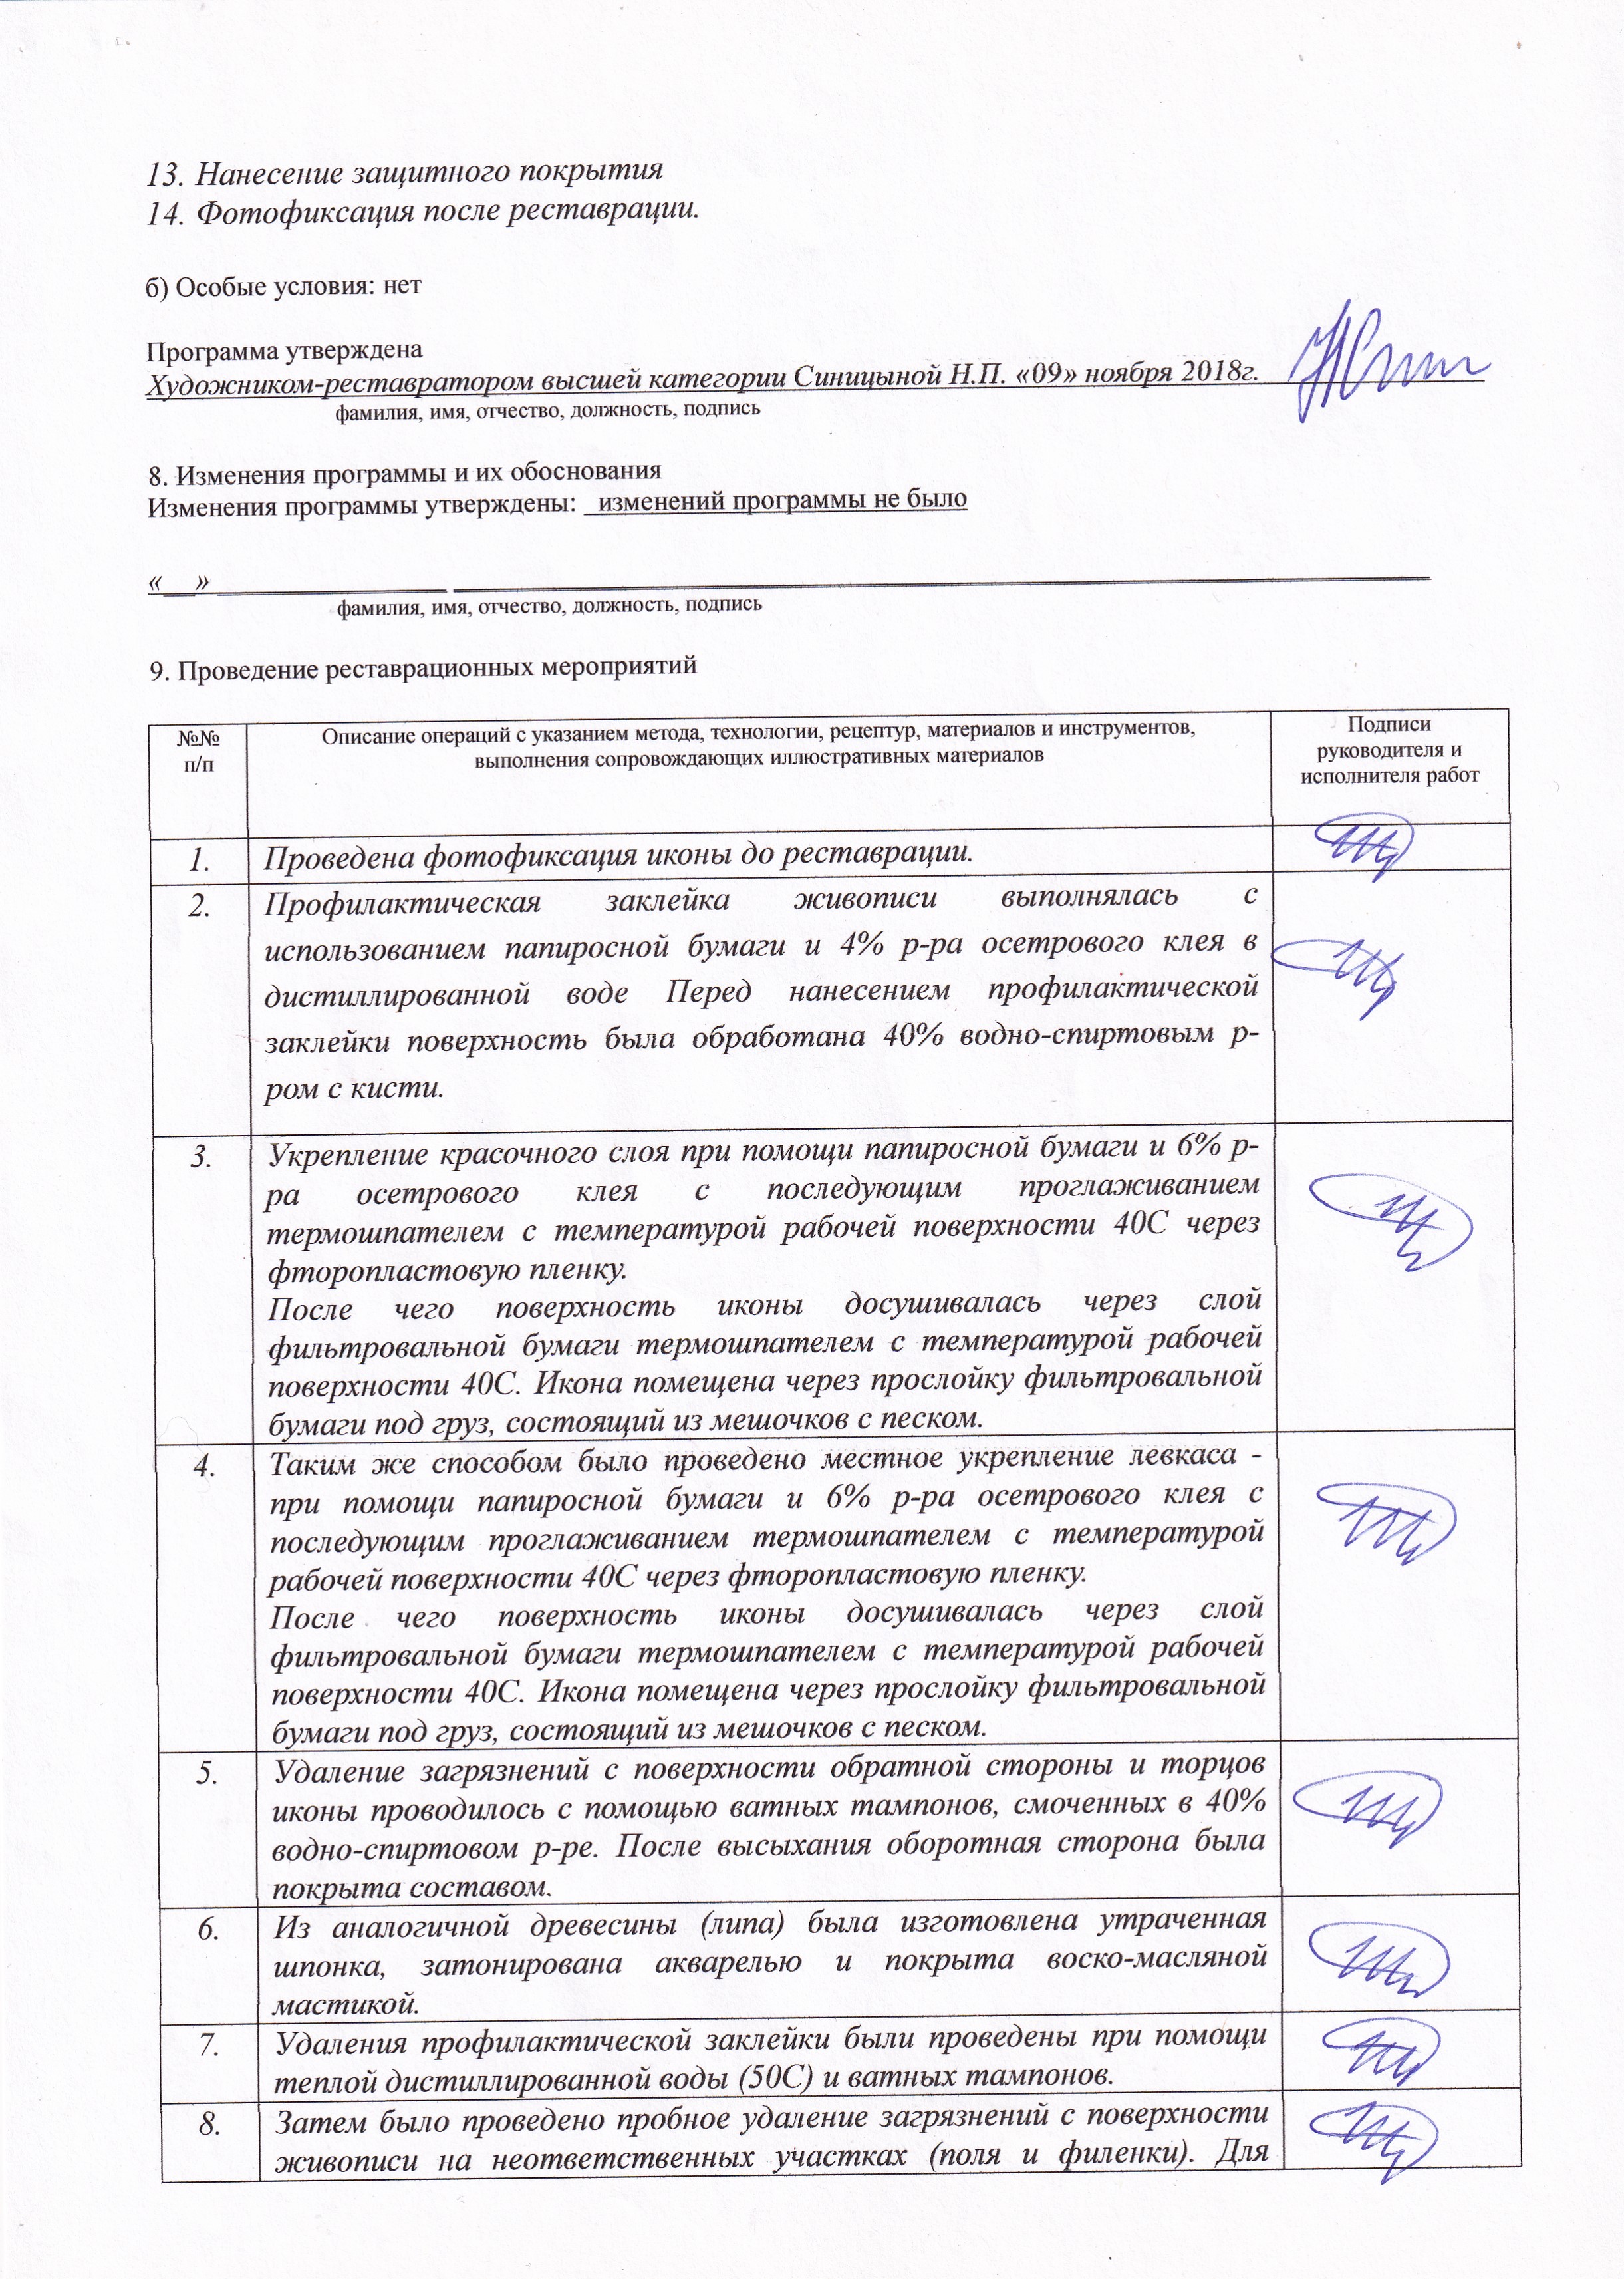 13. Нанесение защитного покрытия
14. Фотофиксация после реставрации.
б) Особые условия: нет
Программа утверждена
Художником-реставратором высшей категории Синицыной Н.П. «09» ноября 2018г.
фамилия, имя, отчество, должность, подпись
8. Изменения программы и их обоснования
Изменения программы утверждены: изменений программы не было
«__» ________________ ________________
фамилия, имя, отчество, должность, подпись
9. Проведение реставрационных мероприятий
№№
п/п
Описание операций с указанием метода, технологии, рецептур, материалов и инструментов,
выполнения сопровождающих иллюстративных материалов
Подписи
руководителя и
исполнителя работ
1.
Проведена фотофиксация иконы до реставрации.
2.
Профилактическая заклейка живописи выполнялась с
использованием папиросной бумаги и 4% р-ра осетрового клея в
дистиллированной воде Перед нанесением профилактической
заклейки поверхность была обработана 40% водно-спиртовым р-
ром с кисти.
3.
Укрепление красочного слоя при помощи папиросной бумаги и 6% р-
ра осетрового клея с последующим проглаживанием
термошпателем с температурой рабочей поверхности 40С через
фторопластовую пленку.
После чего поверхность иконы досушивалась через слой
фильтровальной бумаги термошпателем с температурой рабочей
поверхности 40С. Икона помещена через прослойку фильтровальной
бумаги под груз, состоящий из мешочков с песком.
4.
Таким же способом было проведено местное укрепление левкаса -
при помощи папиросной бумаги и 6% р-ра осетрового клея с
последующим проглаживанием термошпателем с температурой
рабочей поверхности 40С через фторопластовую пленку.
После чего поверхность иконы досушивалась через слой
фильтровальной бумаги термошпателем с температурой рабочей
поверхности 40С. Икона помещена через прослойку фильтровальной
бумаги под груз, состоящий из мешочков с песком.
5.
Удаление загрязнений с поверхности обратной стороны и торцов
иконы проводилось с помощью ватных тампонов, смоченных в 40%
водно-спиртовом р-ре. После высыхания оборотная сторона была
покрыта составом.
6.
Из аналогичной древесины (липа) была изготовлена утраченная
шпонка, затонирована акварелью и покрыта воско-масляной
мастикой.
7.
Удаления профилактической заклейки были проведены при помощи
теплой дистиллированной воды (50С) и ватных тампонов.
8.
Затем было проведено пробное удаление загрязнений с поверхности
живописи на неответственных участках (поля и филенки). Для